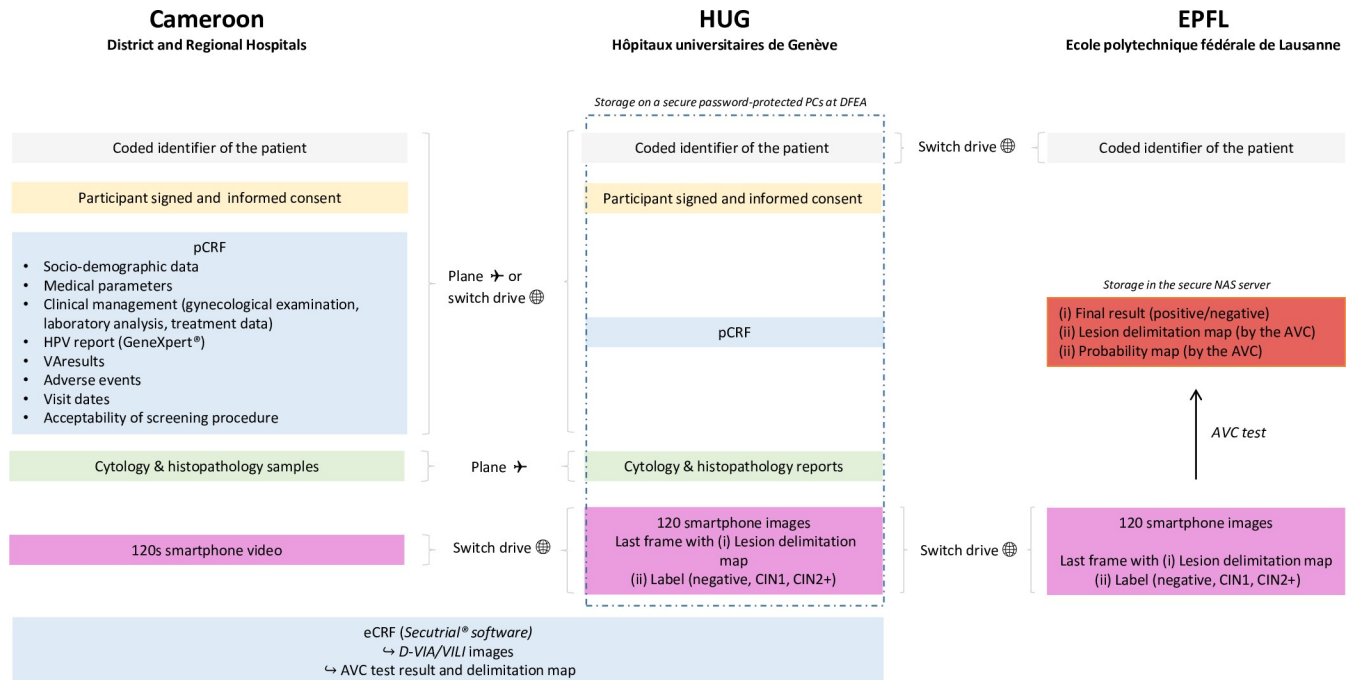 Cameroon
District and Regional Hospitals
HUG
Hôpitaux universitaires de Genève
EPFL
Ecole polytechnique fédérale de Lausanne
Storage on a secure password-protected PCs at DFEA
Coded identifier of the patient
Coded identifier of the patient
Switch drive
Coded identifier of the patient
Participant signed and  informed consent
Participant signed and informed consent
pCRF
• Socio-demographic data
• Medical parameters
• Clinical management (gynecological examination,
laboratory analysis, treatment data)
• HPV report (GeneXpert®)
• VAresults
• Adverse events
• Visit dates
• Acceptability of screening procedure
Plane ✈ or
switch drive
pCRF
Storage in the secure NAS server
(i) Final result (positive/negative)
(ii) Lesion delimitation map (by the AVC)
(ii) Probability map (by the AVC)
AVC test
Cytology & histopathology samples
Plane ✈
Cytology & histopathology reports
120s smartphone video
Switch drive
120 smartphone images
Last frame with (i) Lesion delimitation
map
(ii) Label (negative, CIN1, CIN2+)
Switch drive
120 smartphone images
Last frame with (i) Lesion delimitation map
(ii) Label (negative, CIN1, CIN2+)
eCRF (Secutrial® software)
↪ D-VIA/VILI images
↪ AVC test result and delimitation map